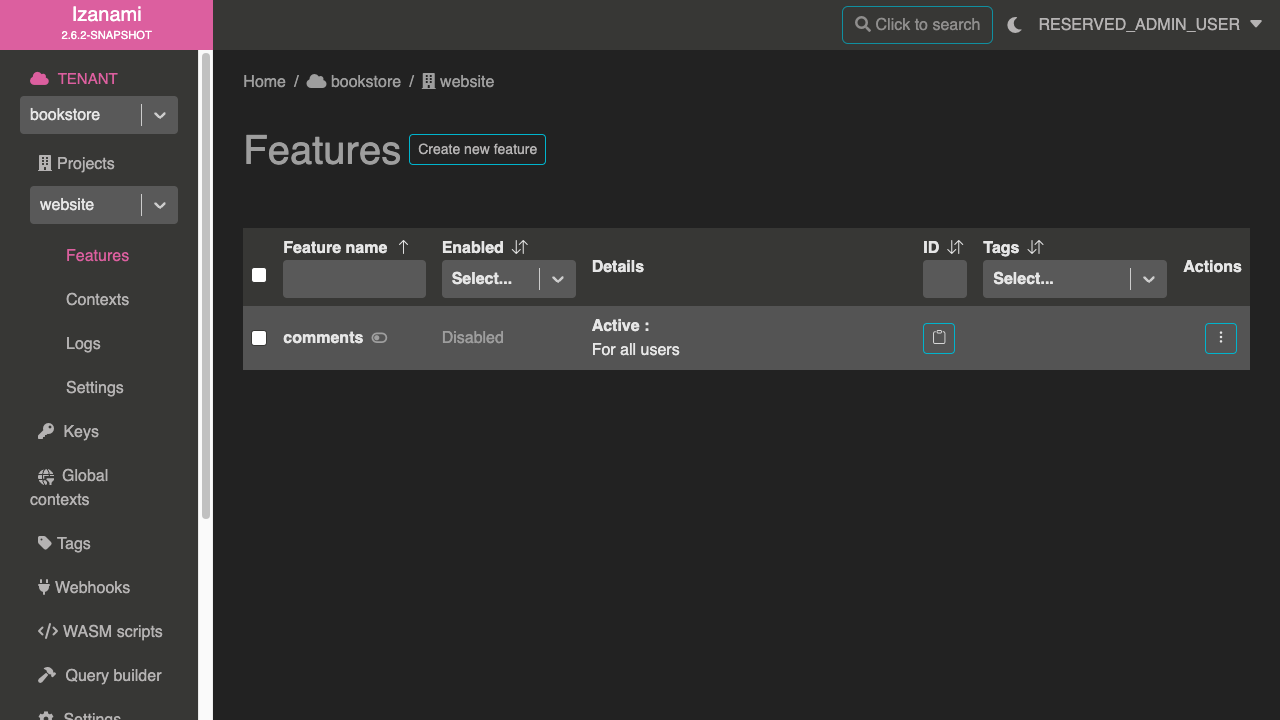 Izanami
2.6.2-SNAPSHOT
Click to search
RESERVED_ADMIN_USER
TENANT
bookstore
Projects
website
Features
Contexts
Logs
Settings
Keys
Global
contexts
Tags
Webhooks
WASM scripts
Query builder
Settings
Home / bookstore / website
Features
Create new feature
Feature name
Enabled
Select...
Details
ID
Tags
Select...
Actions
comments
Disabled
Active :
For all users